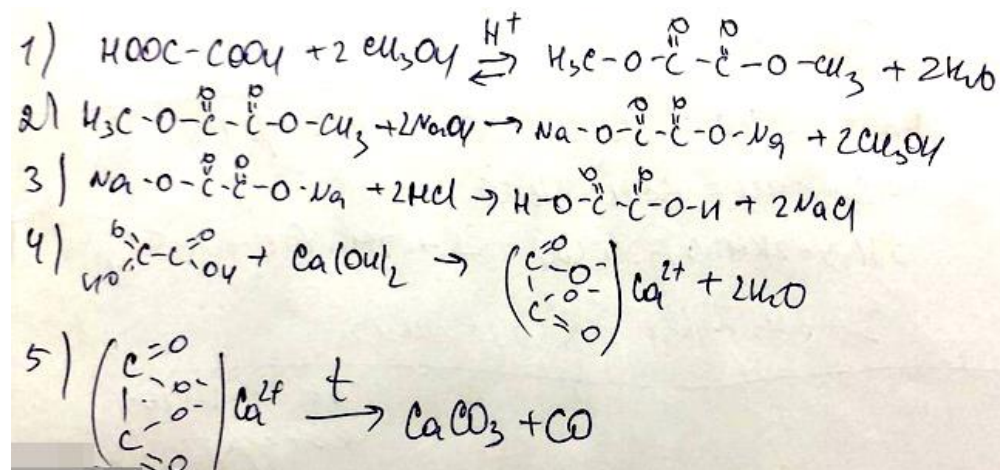 1) HOOC-COOH + 2 CH₃OH ⇌ (H⁺) H₃C-O-C(=O)-C(=O)-O-CH₃ + 2H₂O
2) H₃C-O-C(=O)-C(=O)-O-CH₃ + 2NaOH → Na-O-C(=O)-C(=O)-O-Na + 2CH₃OH
3) Na-O-C(=O)-C(=O)-O-Na + 2HCl → H-O-C(=O)-C(=O)-O-H + 2NaCl
4) HO-C(=O)-C(=O)-OH + Ca(OH)₂ → (C(=O)-O⁻ C(=O)-O⁻) Ca²⁺ + 2H₂O
5) (C(=O)-O⁻ C(=O)-O⁻) Ca²⁺ →(t) CaCO₃ + CO